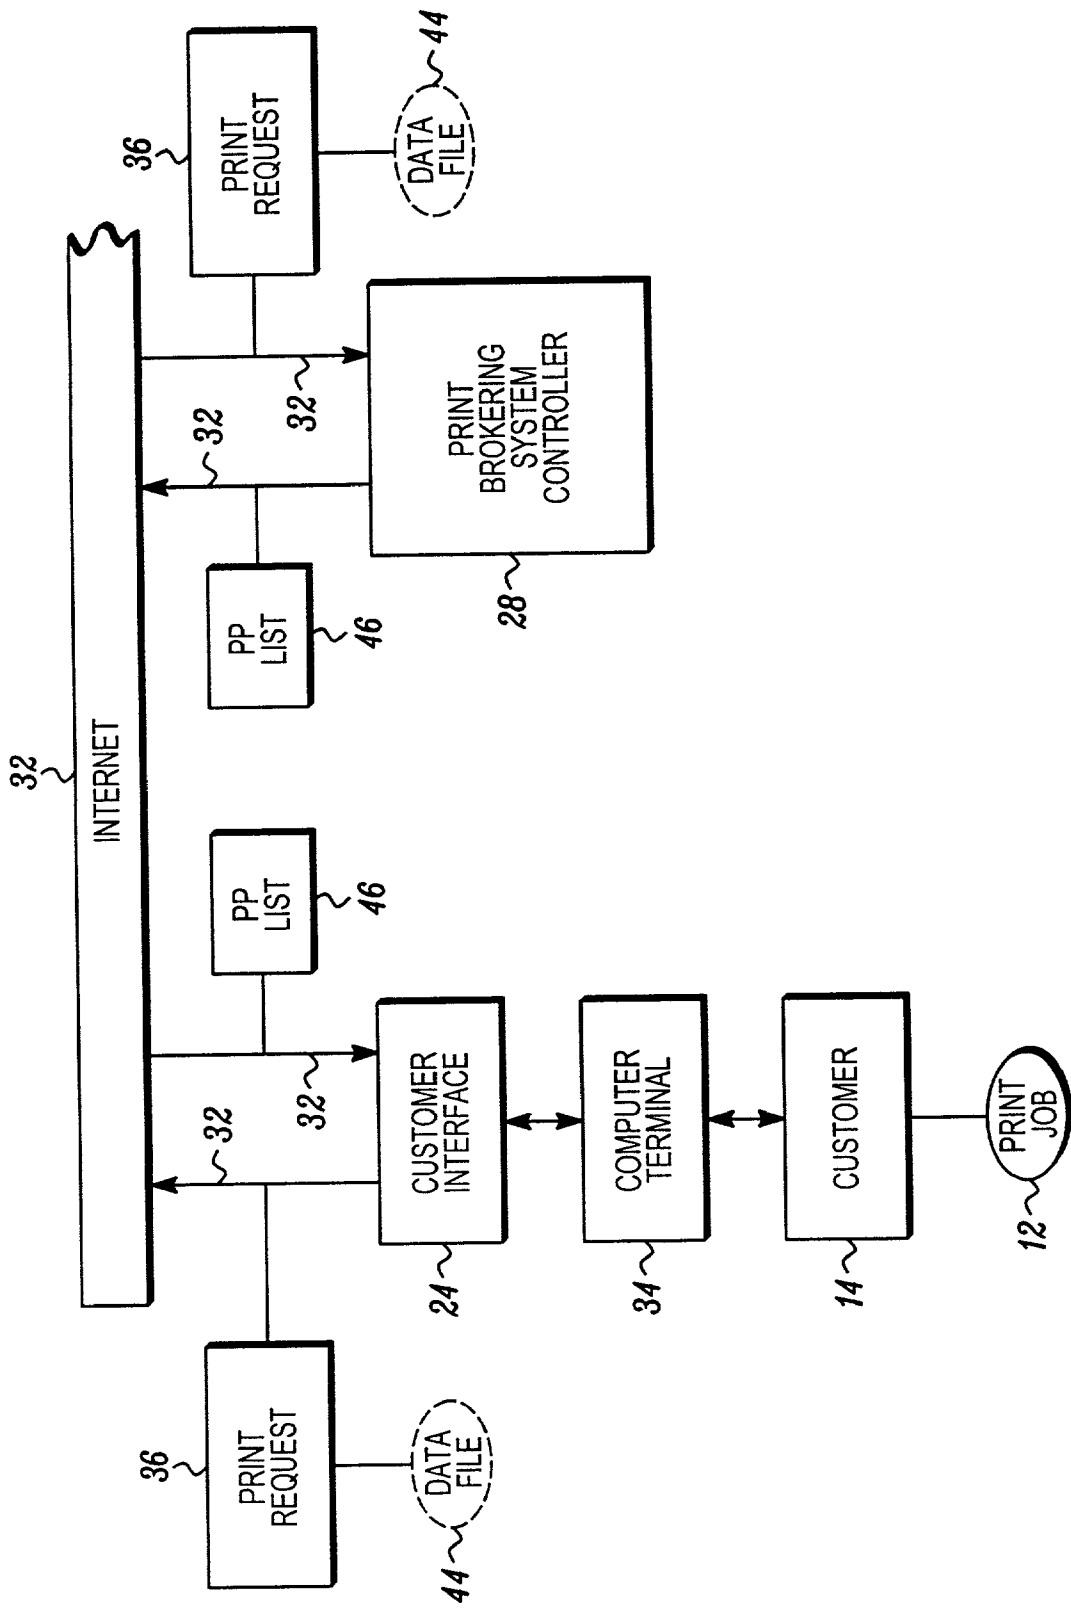 32
INTERNET
36
PRINT
REQUEST
44
DATA
FILE
32
32
PP
LIST
46
PP
LIST
46
32
32
36
PRINT
REQUEST
44
DATA
FILE
24
CUSTOMER
INTERFACE
34
COMPUTER
TERMINAL
14
CUSTOMER
12
PRINT
JOB
28
PRINT
BROKERING
SYSTEM
CONTROLLER